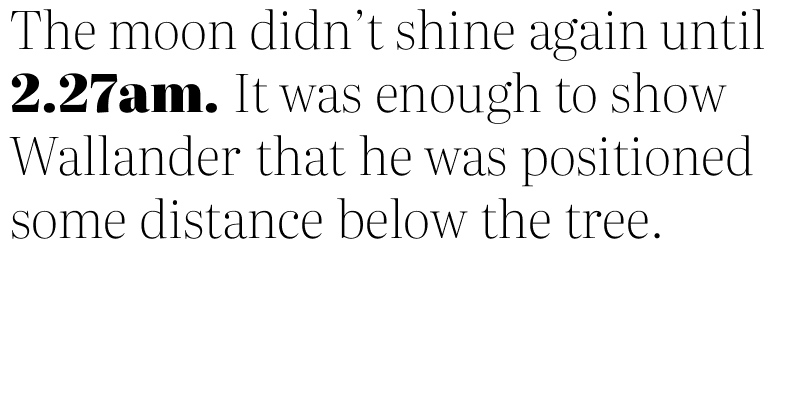 The moon didn’t shine again until
2.27am. It was enough to show
Wallander that he was positioned
some distance below the tree.